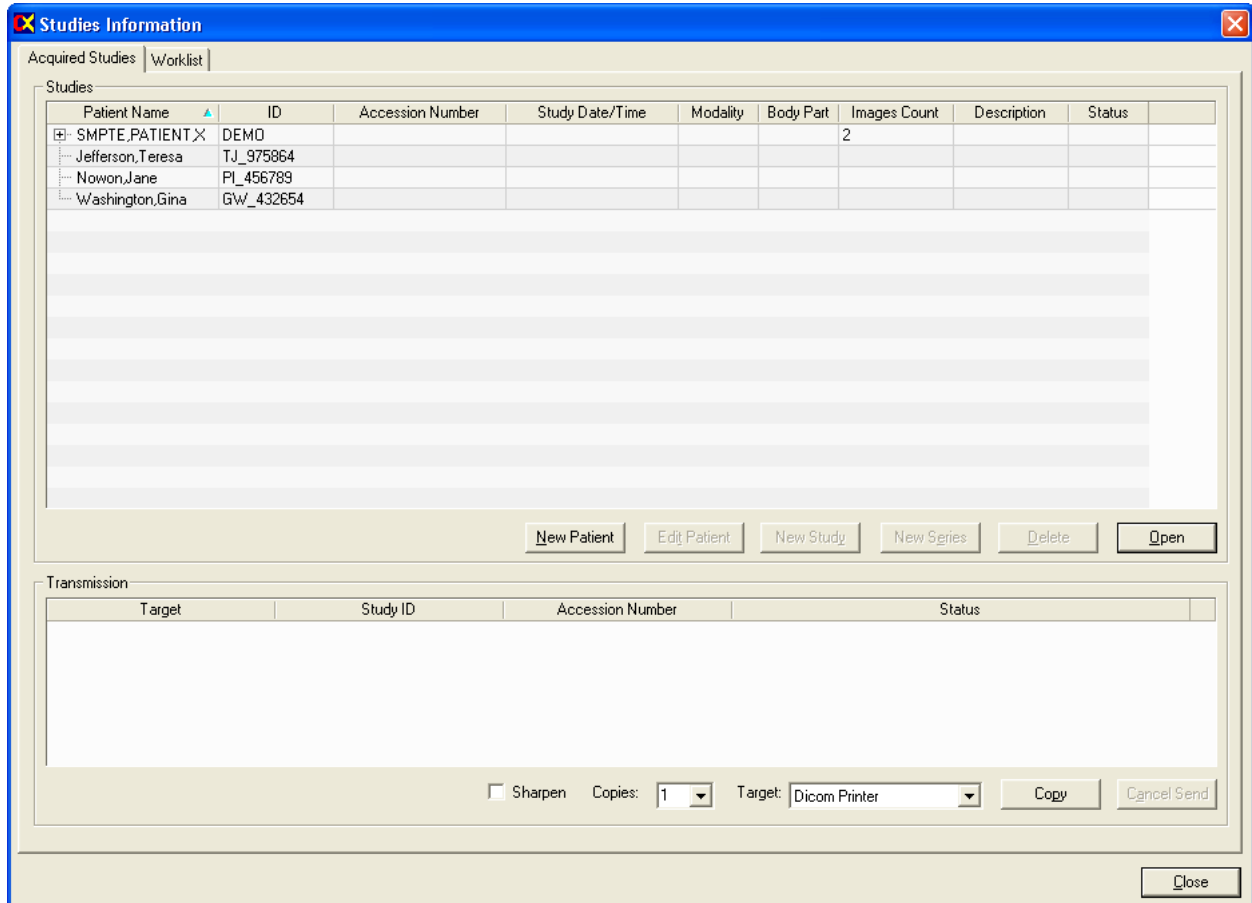 Studies Information
Acquired Studies Worklist
Studies
Patient Name ID Accession Number Study Date/Time Modality Body Part Images Count Description Status
SMPTE,PATIENT,X DEMO 2
Jefferson,Teresa TJ_975864
Nowon,Jane PI_456789
Washington,Gina GW_432654
New Patient Edit Patient New Study New Series Delete Open
Transmission
Target Study ID Accession Number Status
Sharpen Copies: 1 Target: Dicom Printer Copy Cancel Send
Close